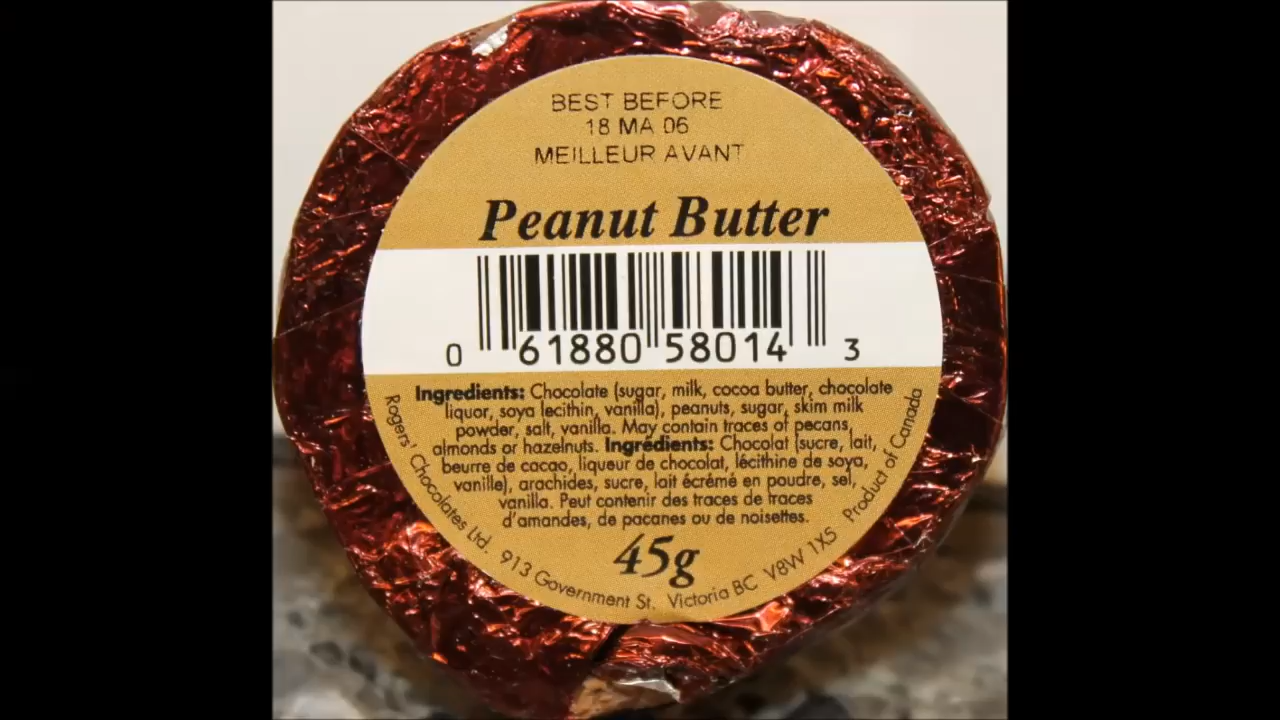 BEST BEFORE
18 MA 06
MEILLEUR AVANT
Peanut Butter
0 61880 58014 3
Ingredients: Chocolate (sugar, milk, cocoa butter, chocolate
liquor, soya lecithin, vanilla), peanuts, sugar, skim milk
powder, salt, vanilla. May contain traces of pecans,
almonds or hazelnuts. Ingrédients: Chocolat (sucre, lait,
beurre de cacao, liqueur de chocolat, lécithine de soya,
vanille), arachides, sucre, lait écrémé en poudre, sel,
vanilla. Peut contenir des traces de traces
d'amandes, de pacanes ou de noisettes.
45g
Rogers' Chocolates Ltd. 913 Government St. Victoria BC V8W 1X5 Product of Canada